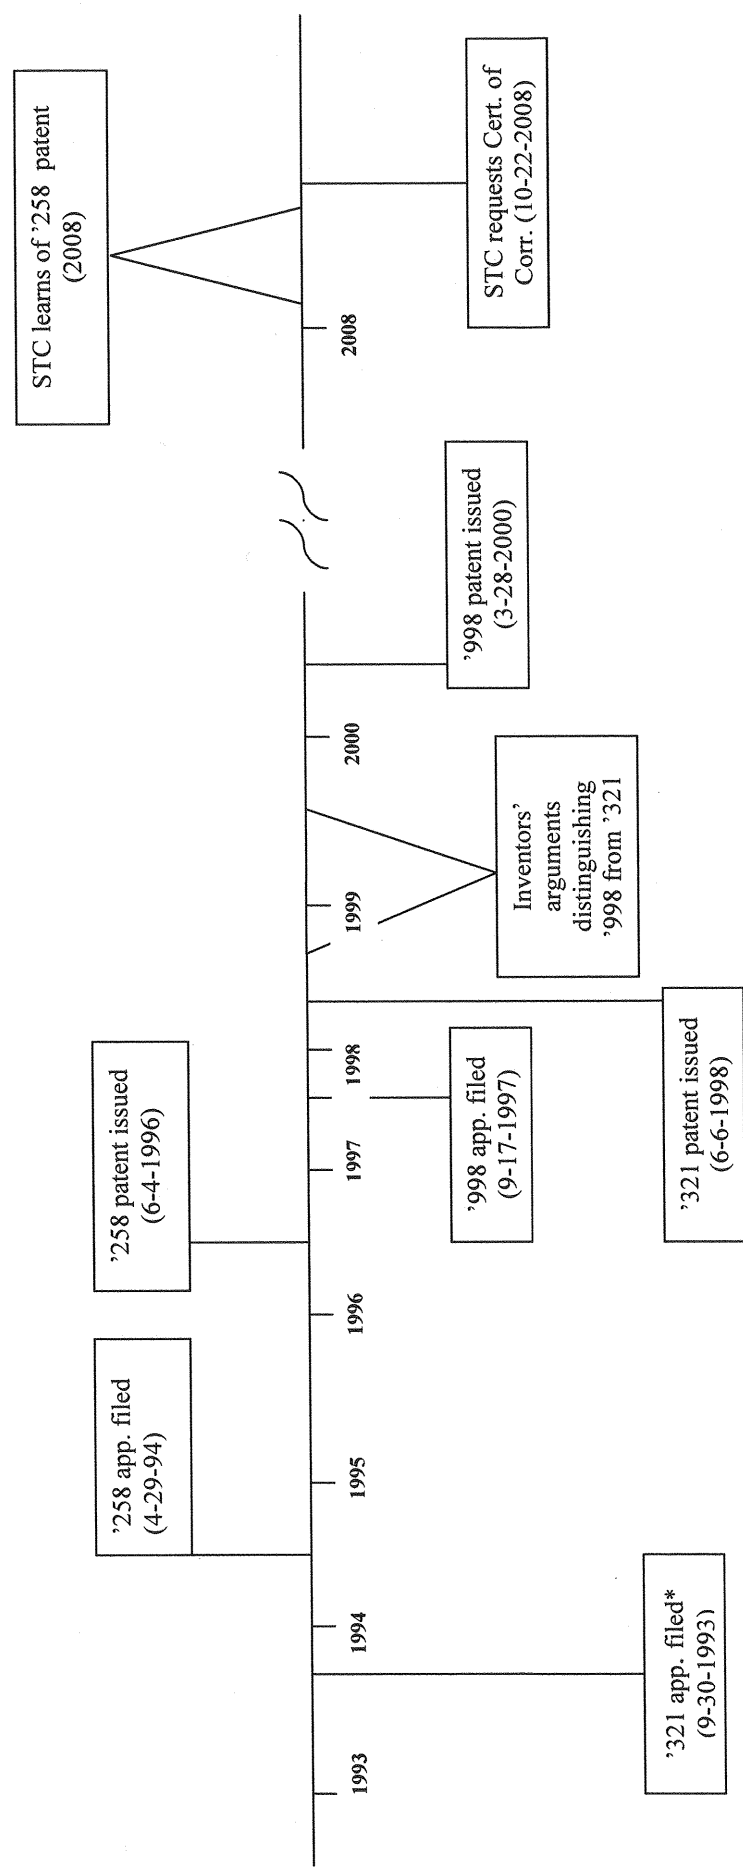 '258 app. filed
(4-29-94)
'258 patent issued
(6-4-1996)
STC learns of '258 patent
(2008)
1993
1994
1995
1996
1997
1998
1999
2000
2008
'321 app. filed*
(9-30-1993)
'998 app. filed
(9-17-1997)
'321 patent issued
(6-6-1998)
Inventors'
arguments
distinguishing
'998 from '321
'998 patent issued
(3-28-2000)
STC requests Cert. of
Corr. (10-22-2008)